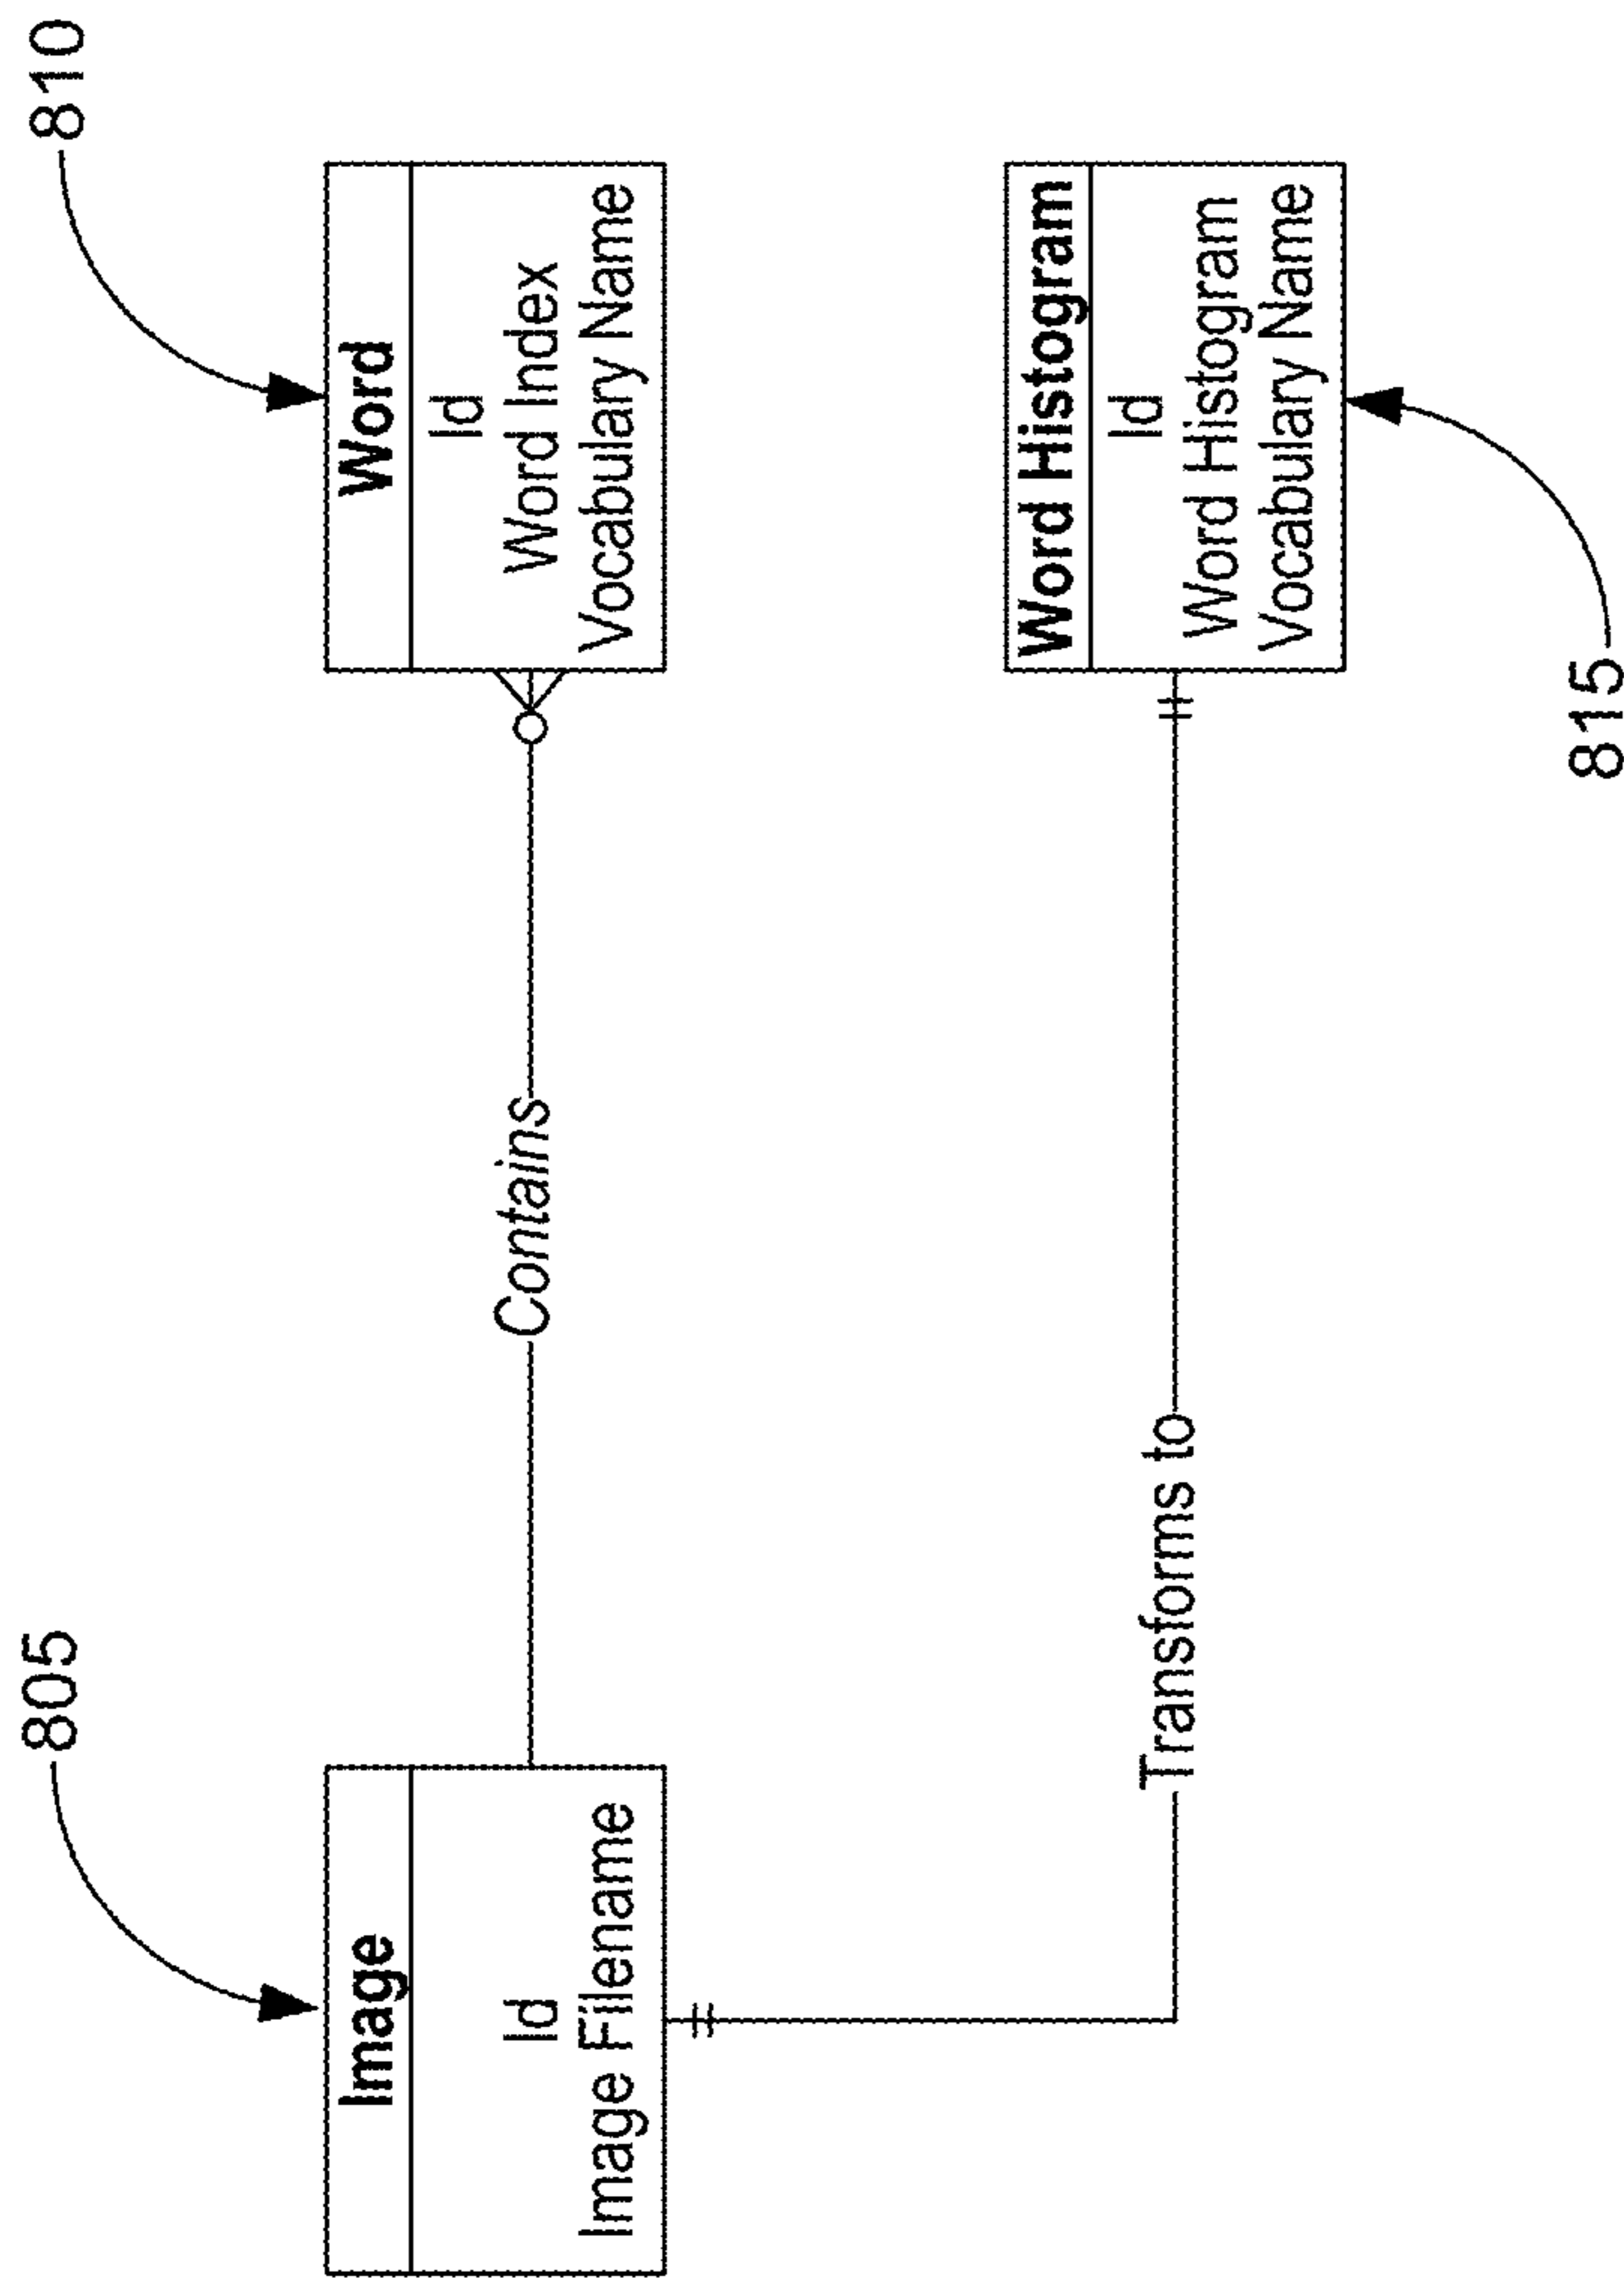 805
Image
Id
Image Filename
Contains
810
Word
Id
Word Index
Vocabulary Name
Transforms to
Word Histogram
Id
Word Histogram
Vocabulary Name
815